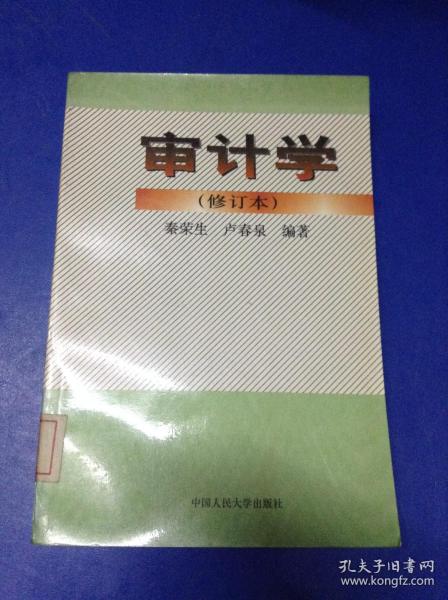 审计学
（修订本）
秦荣生 卢春泉 编著
中国人民大学出版社
孔夫子旧书网
www.kongfz.com